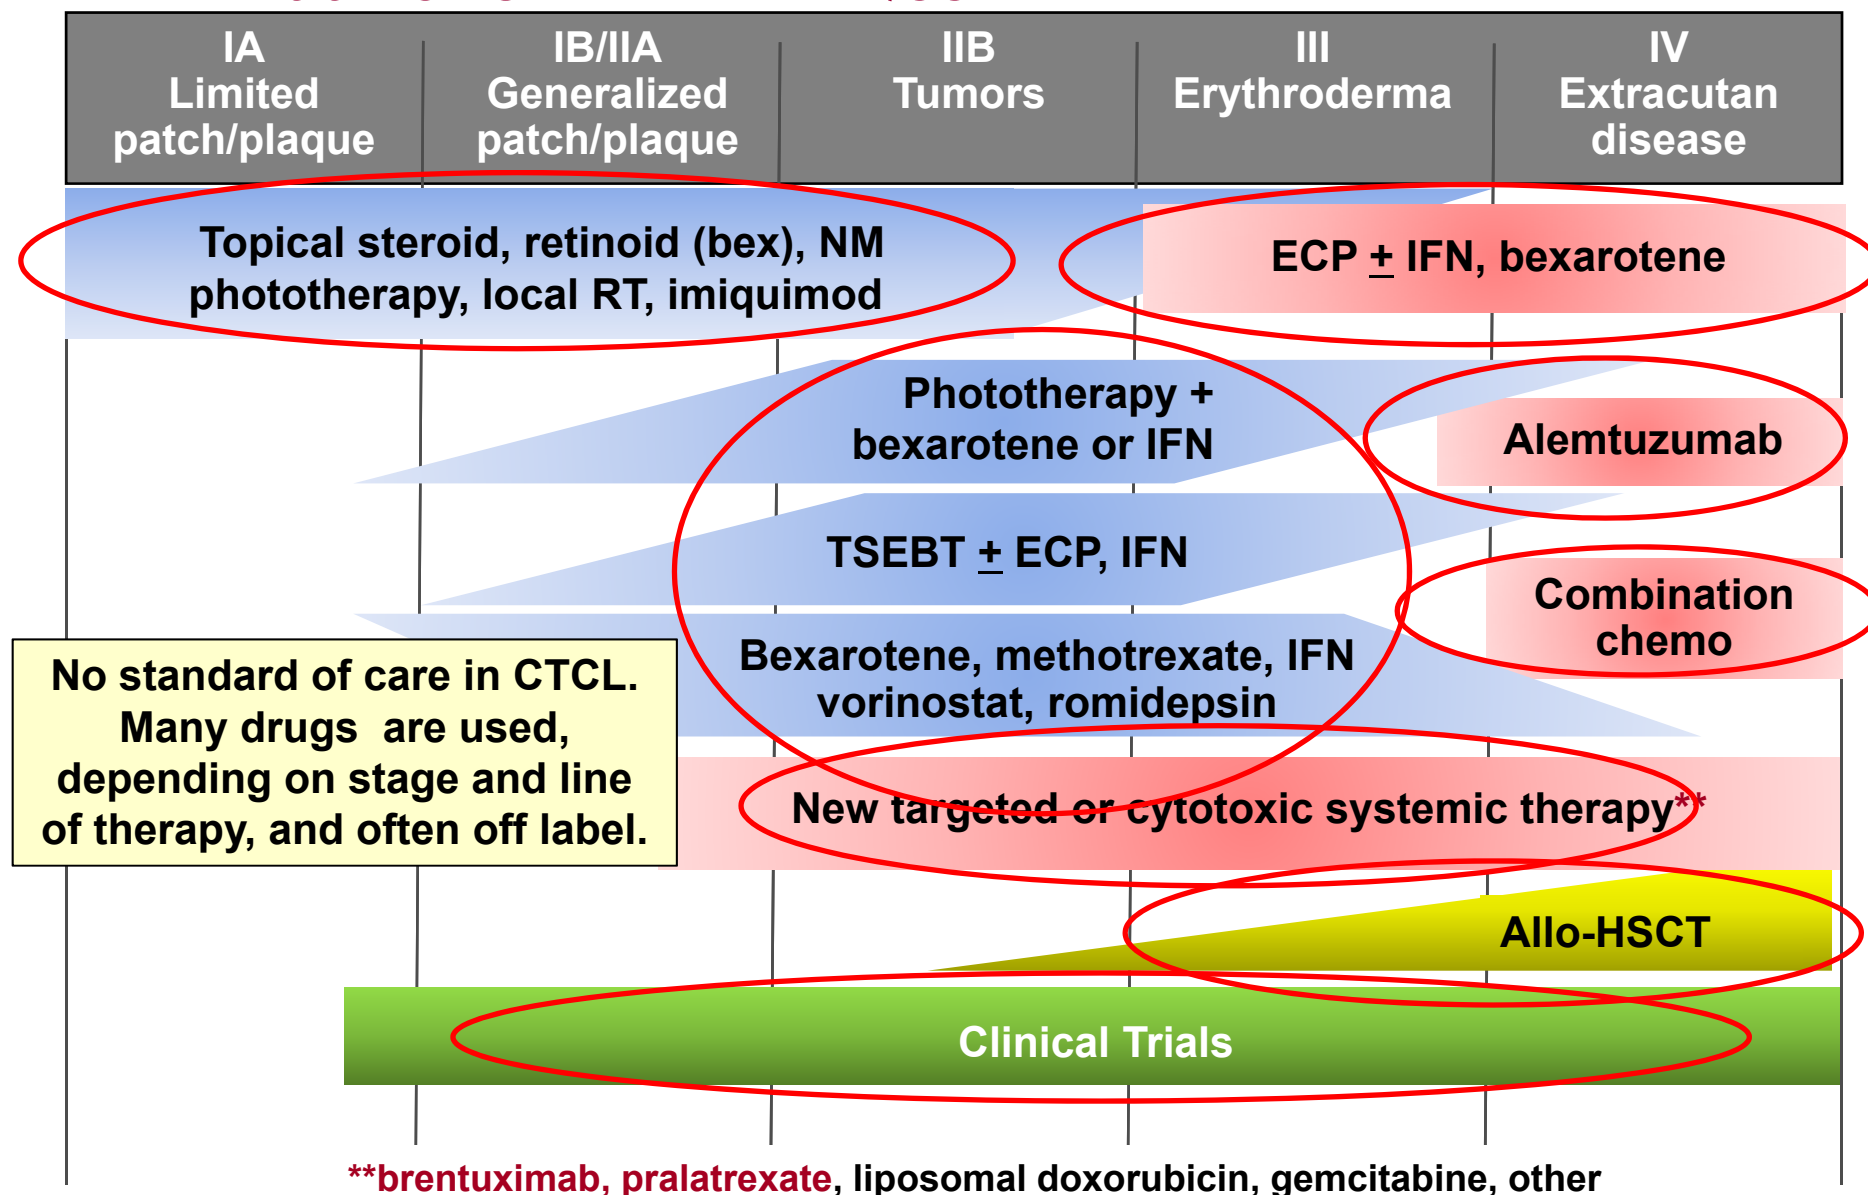 IA
Limited
patch/plaque
IB/IIA
Generalized
patch/plaque
IIB
Tumors
III
Erythroderma
IV
Extracutan
disease
Topical steroid, retinoid (bex), NM
phototherapy, local RT, imiquimod
ECP ± IFN, bexarotene
Phototherapy +
bexarotene or IFN
Alemtuzumab
TSEBT ± ECP, IFN
Combination
chemo
Bexarotene, methotrexate, IFN
vorinostat, romidepsin
No standard of care in CTCL.
Many drugs are used,
depending on stage and line
of therapy, and often off label.
New targeted or cytotoxic systemic therapy**
Allo-HSCT
Clinical Trials
**brentuximab, pralatrexate, liposomal doxorubicin, gemcitabine, other